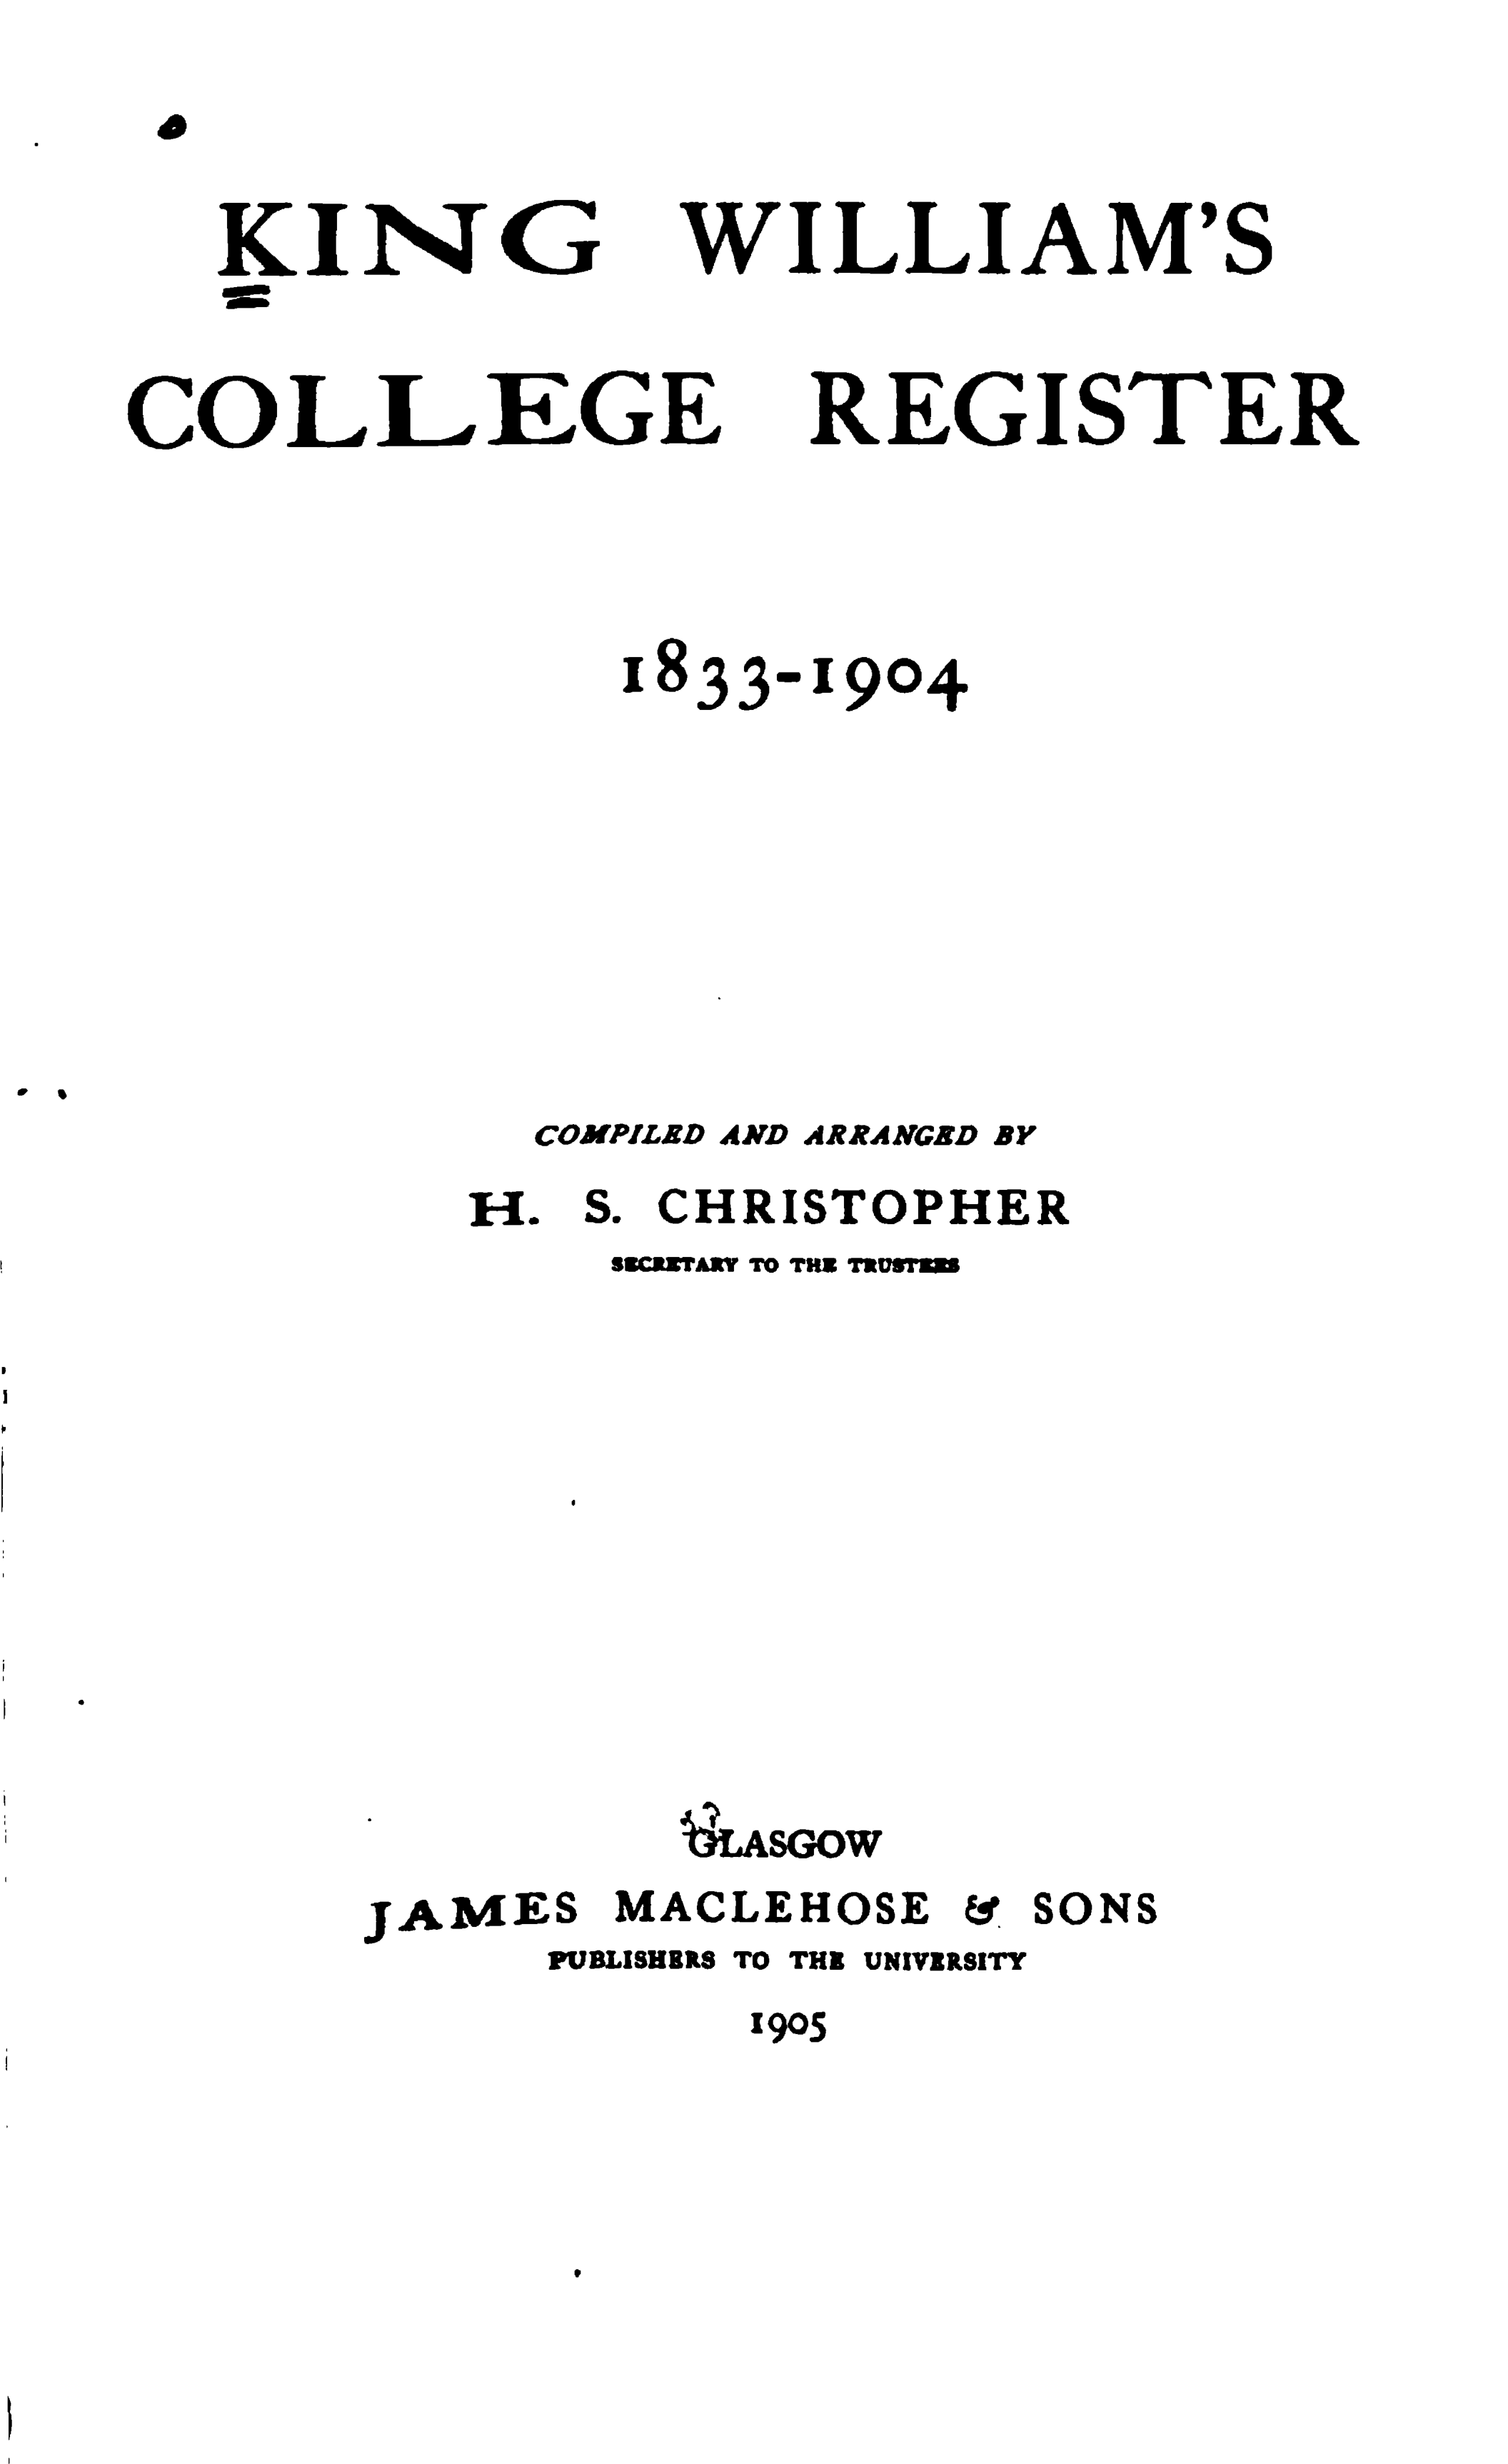 KING WILLIAM'S
COLLEGE REGISTER
1833-1904
COMPILED AND ARRANGED BY
H. S. CHRISTOPHER
SECRETARY TO THE TRUSTEES
GLASGOW
JAMES MACLEHOSE & SONS
PUBLISHERS TO THE UNIVERSITY
1905